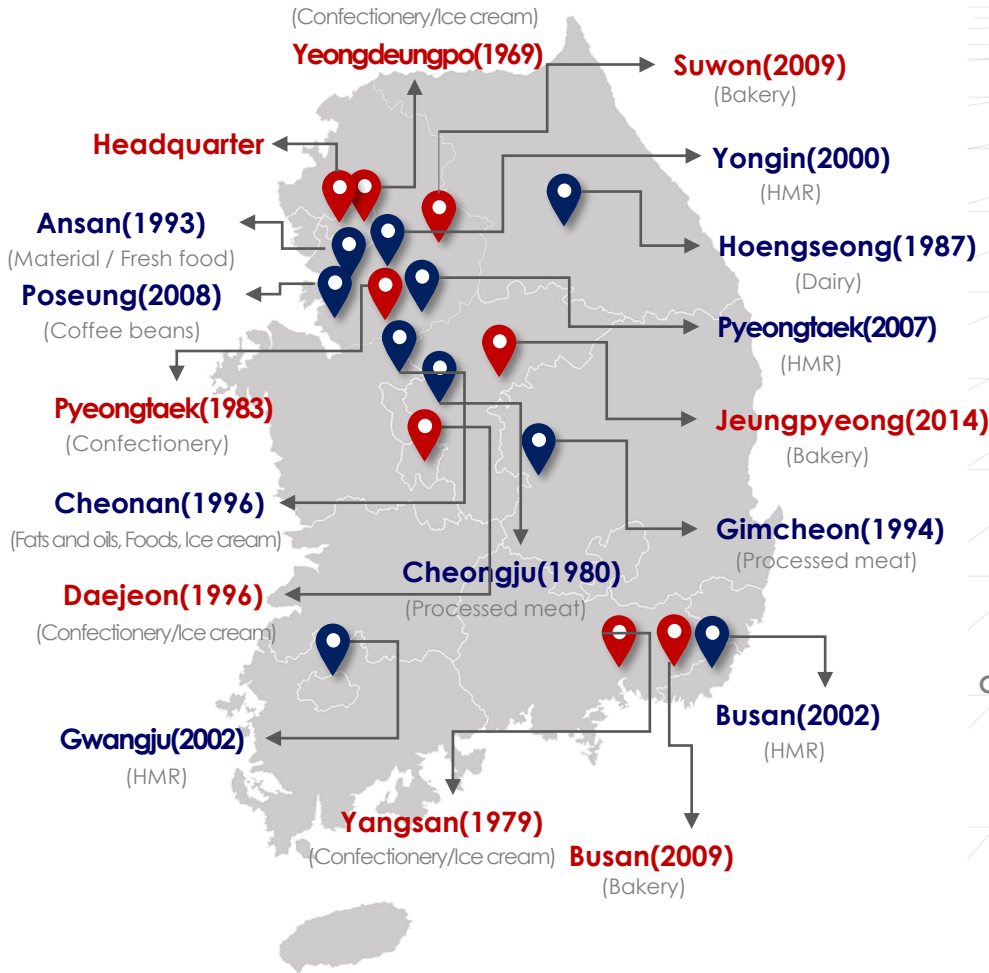 (Confectionery/Ice cream)
Yeongdeungpo(1969)
Suwon(2009)
(Bakery)
Headquarter
Yongin(2000)
(HMR)
Ansan(1993)
(Material / Fresh food)
Hoengseong(1987)
(Dairy)
Poseung(2008)
(Coffee beans)
Pyeongtaek(2007)
(HMR)
Pyeongtaek(1983)
(Confectionery)
Jeungpyeong(2014)
(Bakery)
Cheonan(1996)
(Fats and oils, Foods, Ice cream)
Gimcheon(1994)
(Processed meat)
Cheongju(1980)
(Processed meat)
Daejeon(1996)
(Confectionery/Ice cream)
Busan(2002)
(HMR)
Gwangju(2002)
(HMR)
Yangsan(1979)
(Confectionery/Ice cream)
Busan(2009)
(Bakery)